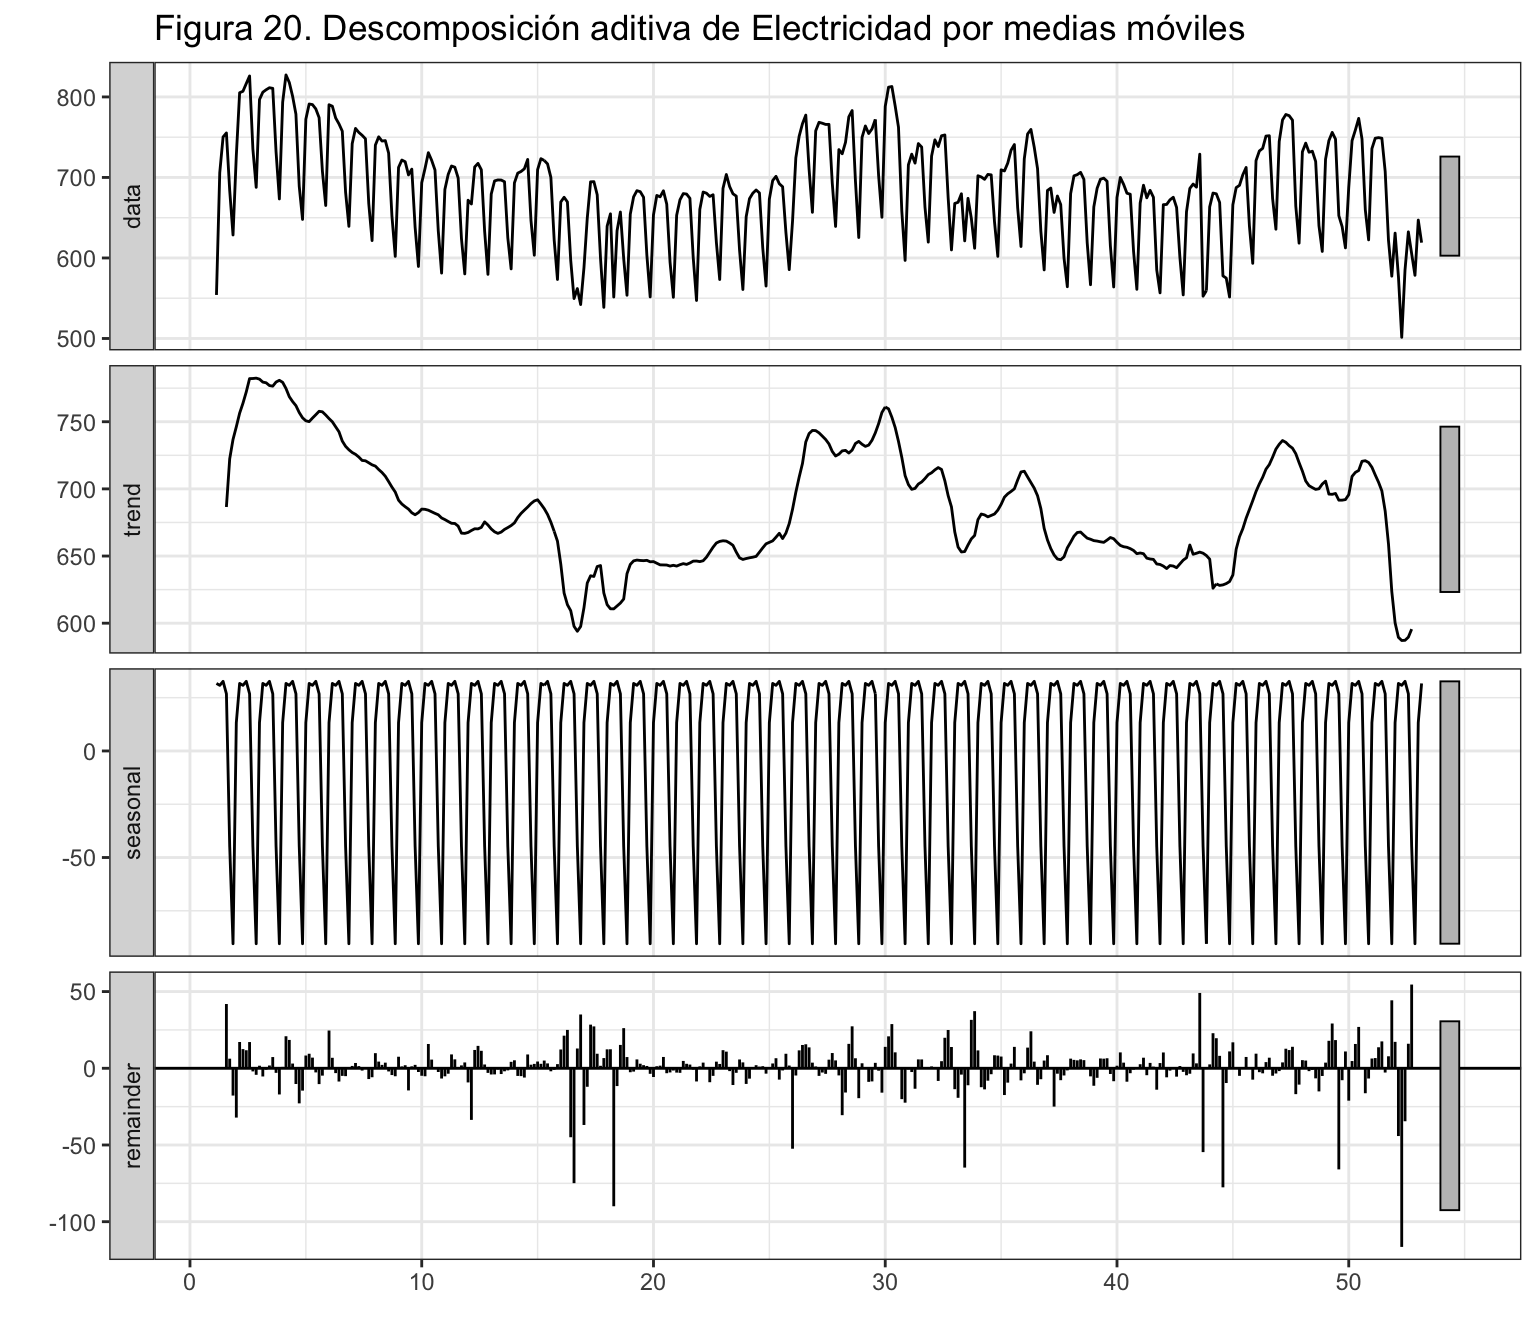 Figura 20. Descomposición aditiva de Electricidad por medias móviles
800
700
600
500
data
750
700
650
600
trend
0
-50
seasonal
50
0
-50
-100
remainder
0 10 20 30 40 50